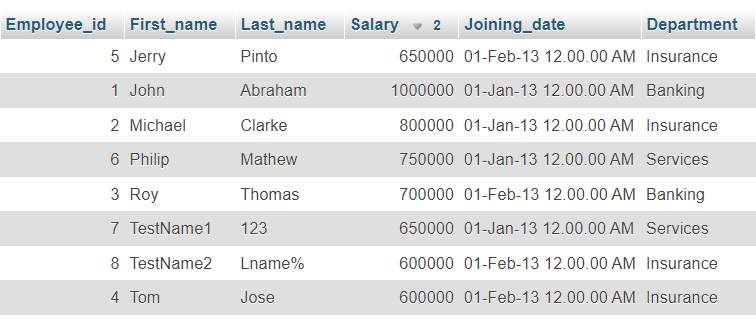 Employee_id First_name Last_name Salary 2 Joining_date Department
5 Jerry Pinto 650000 01-Feb-13 12.00.00 AM Insurance
1 John Abraham 1000000 01-Jan-13 12.00.00 AM Banking
2 Michael Clarke 800000 01-Jan-13 12.00.00 AM Insurance
6 Philip Mathew 750000 01-Jan-13 12.00.00 AM Services
3 Roy Thomas 700000 01-Feb-13 12.00.00 AM Banking
7 TestName1 123 650000 01-Jan-13 12.00.00 AM Services
8 TestName2 Lname% 600000 01-Feb-13 12.00.00 AM Insurance
4 Tom Jose 600000 01-Feb-13 12.00.00 AM Insurance